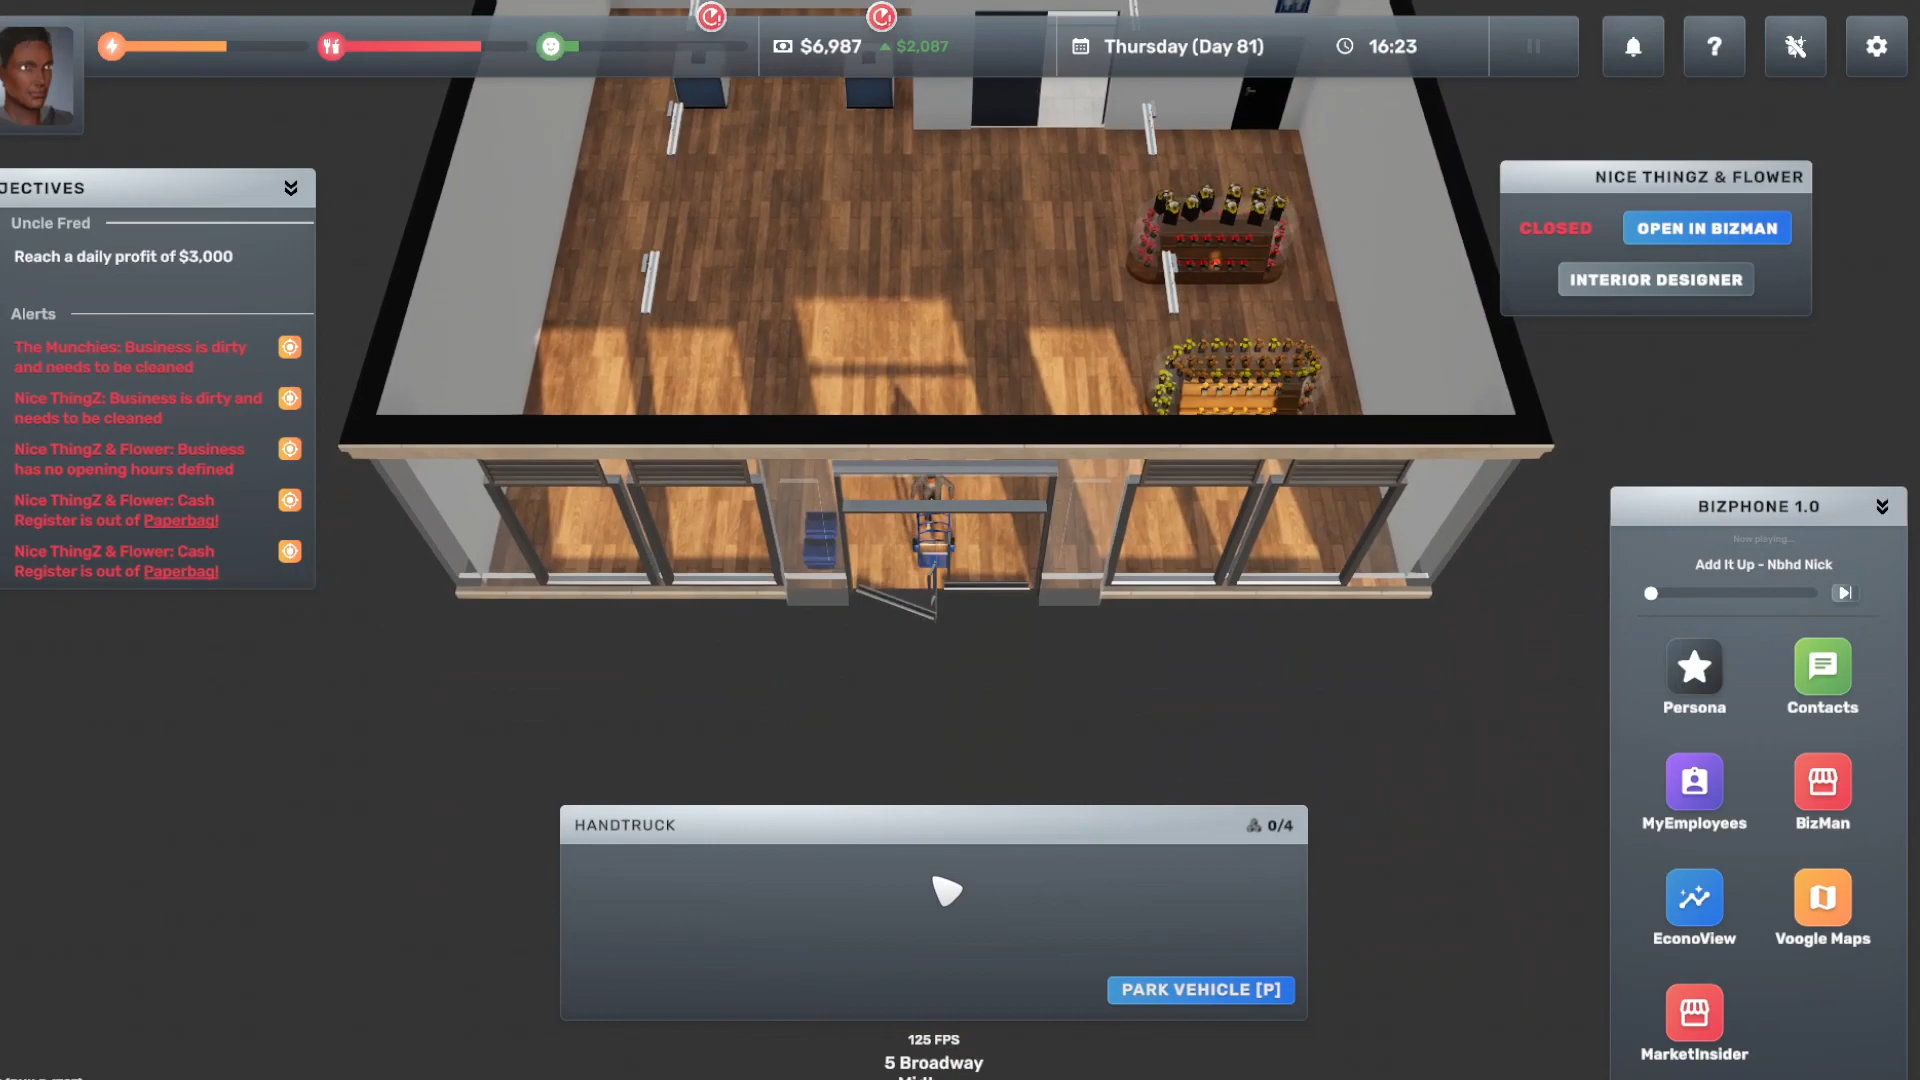 $6,987
$2,087
Thursday (Day 81)
16:23
?
JECTIVES
Uncle Fred
Reach a daily profit of $3,000
Alerts
The Munchies: Business is dirty
and needs to be cleaned
Nice ThingZ: Business is dirty and
needs to be cleaned
Nice ThingZ & Flower: Business
has no opening hours defined
Nice ThingZ & Flower: Cash
Register is out of Paperbag!
Nice ThingZ & Flower: Cash
Register is out of Paperbag!
NICE THINGZ & FLOWER
CLOSED
OPEN IN BIZMAN
INTERIOR DESIGNER
BIZPHONE 1.0
Now playing...
Add It Up - Nbhd Nick
Persona
Contacts
MyEmployees
BizMan
EconoView
Voogle Maps
MarketInsider
HANDTRUCK
0/4
PARK VEHICLE [P]
125 FPS
5 Broadway